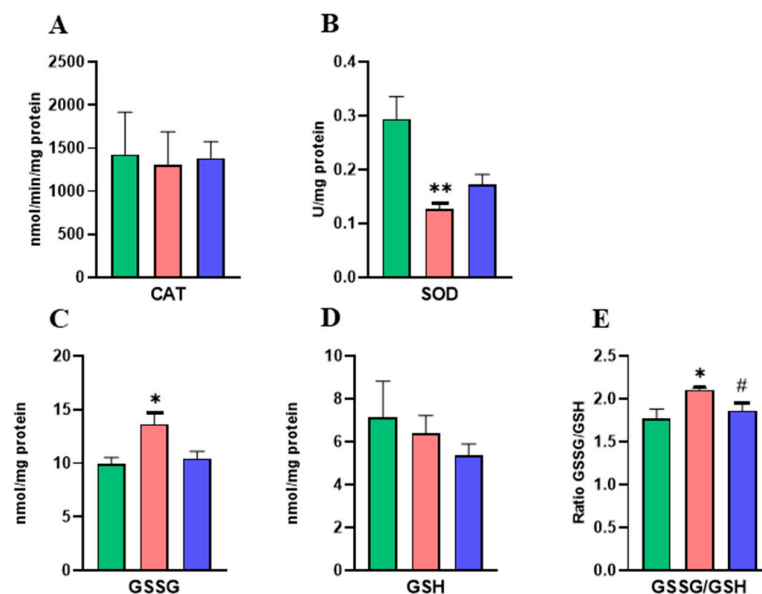 A
2500
2000
1500
1000
500
0
nmol/min/mg protein
CAT
B
0.4
0.3
0.2
0.1
0.0
U/mg protein
**
SOD
C
20
15
10
5
0
nmol/mg protein
*
GSSG
D
10
8
6
4
2
0
nmol/mg protein
GSH
E
2.5
2.0
1.5
1.0
0.5
0.0
Ratio GSSG/GSH
*
#
GSSG/GSH